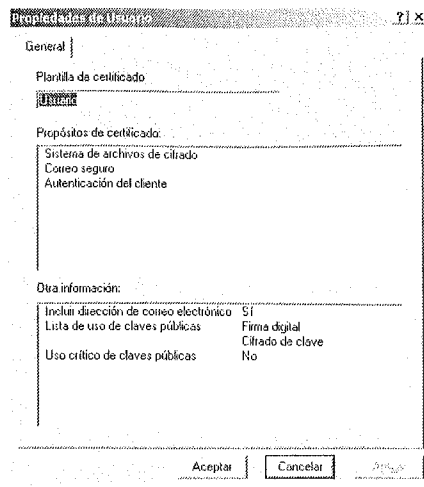 Propiedades de Usuario ? ×
General
Plantilla de certificado
Usuario
Propósitos de certificado:
Sistema de archivos de cifrado
Correo seguro
Autenticación del cliente
Otra información:
Incluir dirección de correo electrónico Sí
Lista de uso de claves públicas Firma digital
Cifrado de clave
Uso crítico de claves públicas No
Aceptar Cancelar